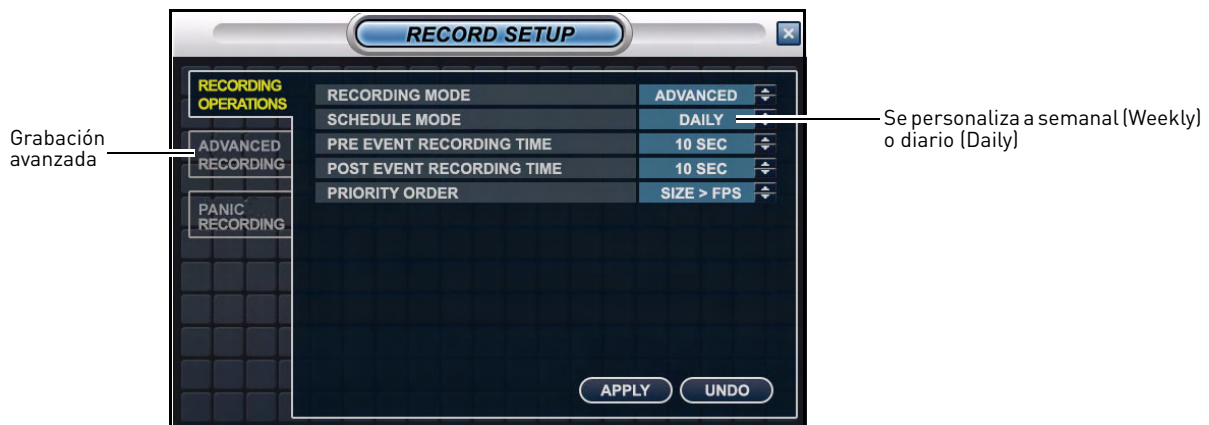 RECORD SETUP
RECORDING
OPERATIONS
ADVANCED
RECORDING
PANIC
RECORDING
RECORDING MODE ADVANCED
SCHEDULE MODE DAILY
PRE EVENT RECORDING TIME 10 SEC
POST EVENT RECORDING TIME 10 SEC
PRIORITY ORDER SIZE > FPS
APPLY UNDO
Grabación
avanzada
Se personaliza a semanal (Weekly)
o diario (Daily)